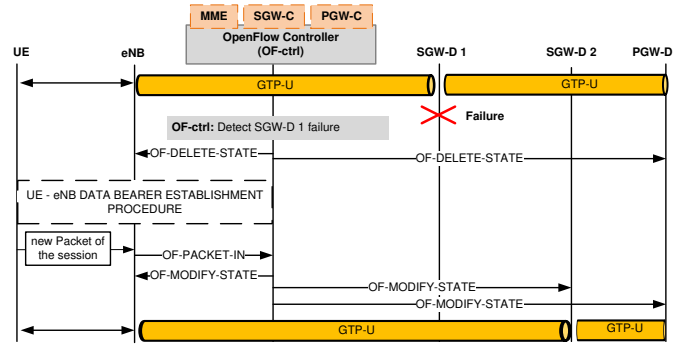 MME SGW-C PGW-C
OpenFlow Controller
(OF-ctrl)
UE eNB SGW-D 1 SGW-D 2 PGW-D
GTP-U GTP-U
Failure
OF-ctrl: Detect SGW-D 1 failure
OF-DELETE-STATE OF-DELETE-STATE
UE - eNB DATA BEARER ESTABLISHMENT
PROCEDURE
new Packet of
the session
OF-PACKET-IN
OF-MODIFY-STATE
OF-MODIFY-STATE
OF-MODIFY-STATE
GTP-U GTP-U